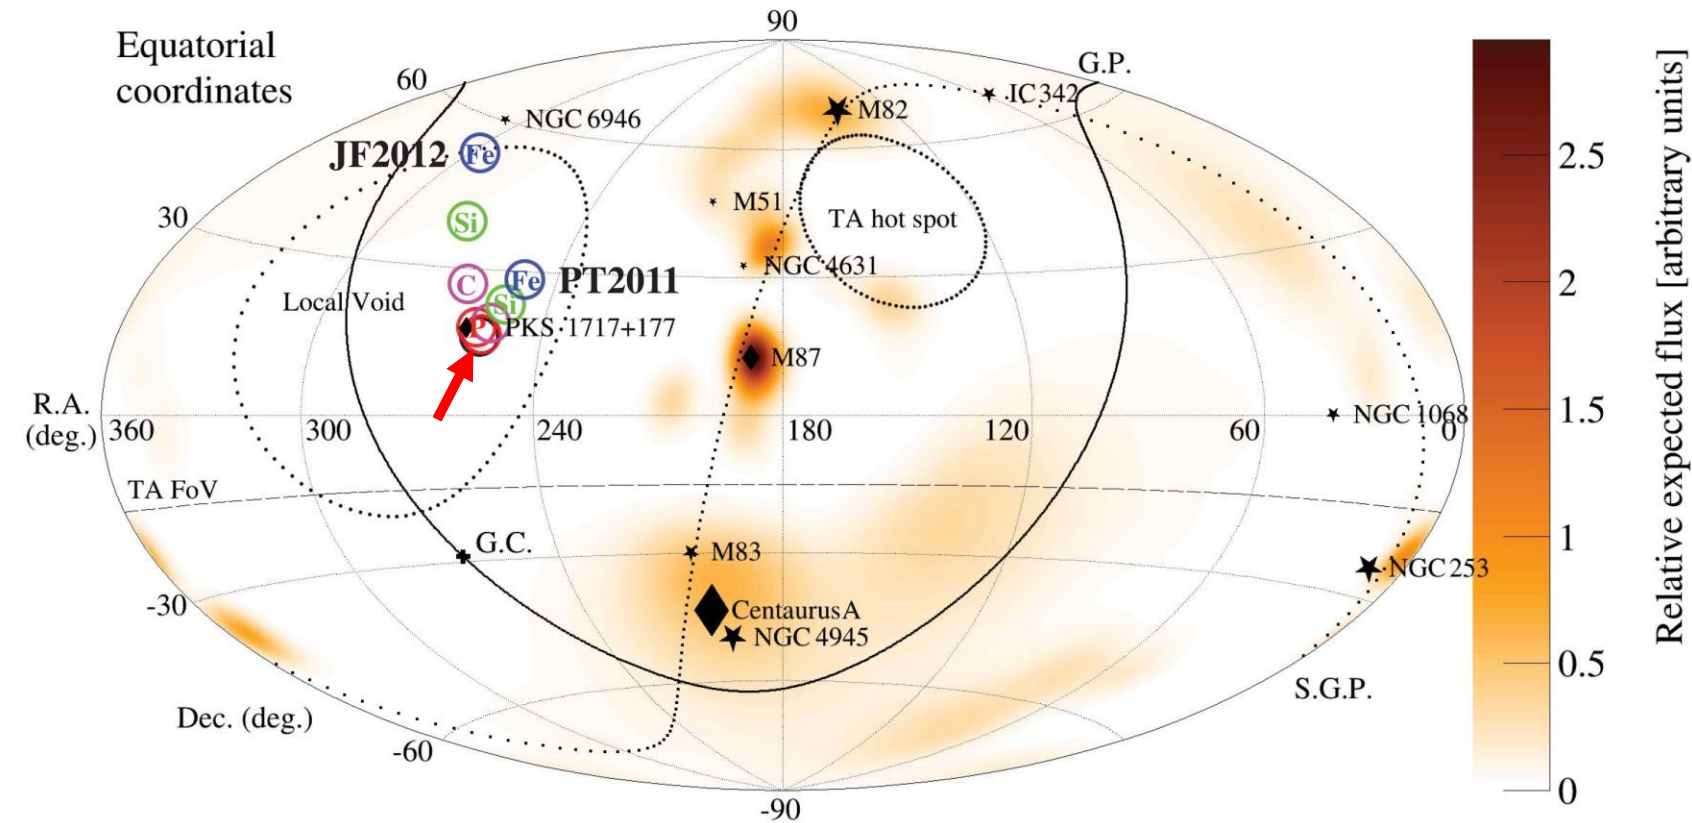 Equatorial
coordinates
90
60
G.P.
IC 342
NGC 6946
M82
JF2012
Fe
30
Si
M51
TA hot spot
C
Fe
PT2011
NGC 4631
Local Void
Si
P
PKS 1717+177
M87
R.A.
(deg.)
360
300
240
180
120
60
0
NGC 1068
TA FoV
G.C.
M83
NGC 253
-30
Centaurus A
NGC 4945
Dec. (deg.)
S.G.P.
-60
-90
2.5
2
1.5
1
0.5
0
Relative expected flux [arbitrary units]